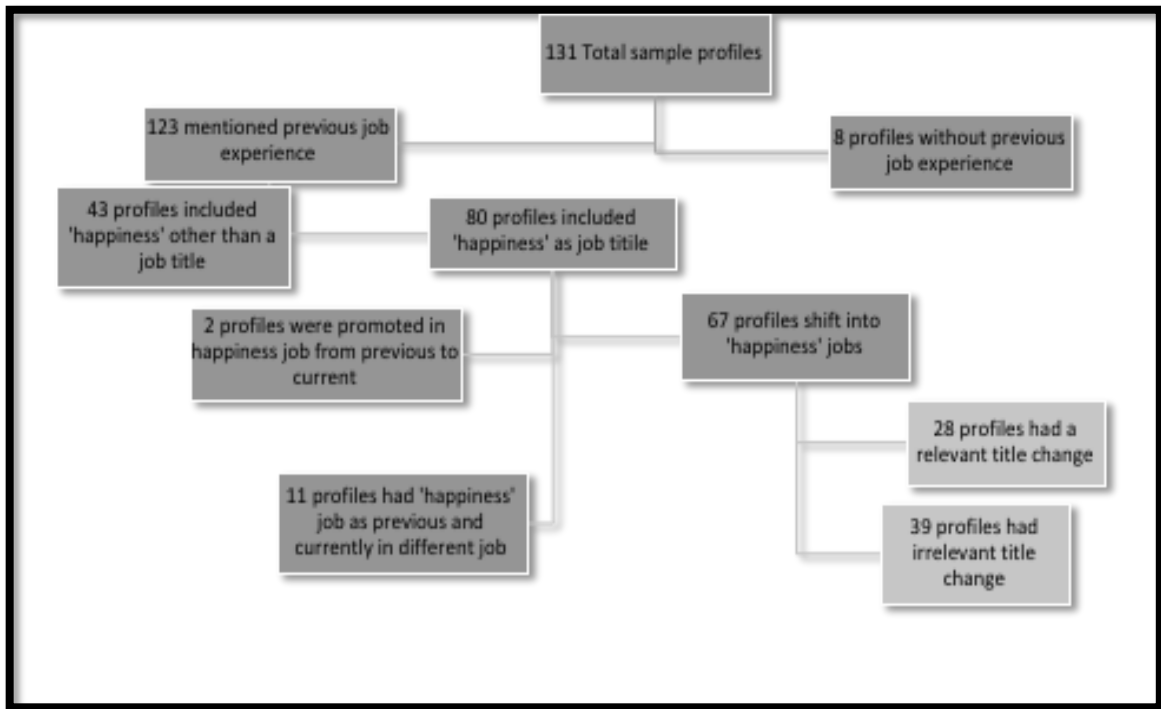 131 Total sample profiles
123 mentioned previous job
experience
8 profiles without previous
job experience
43 profiles included
'happiness' other than a
job title
80 profiles included
'happiness' as job titile
2 profiles were promoted in
happiness job from previous to
current
67 profiles shift into
'happiness' jobs
28 profiles had a
relevant title change
11 profiles had 'happiness'
job as previous and
currently in different job
39 profiles had
irrelevant title
change